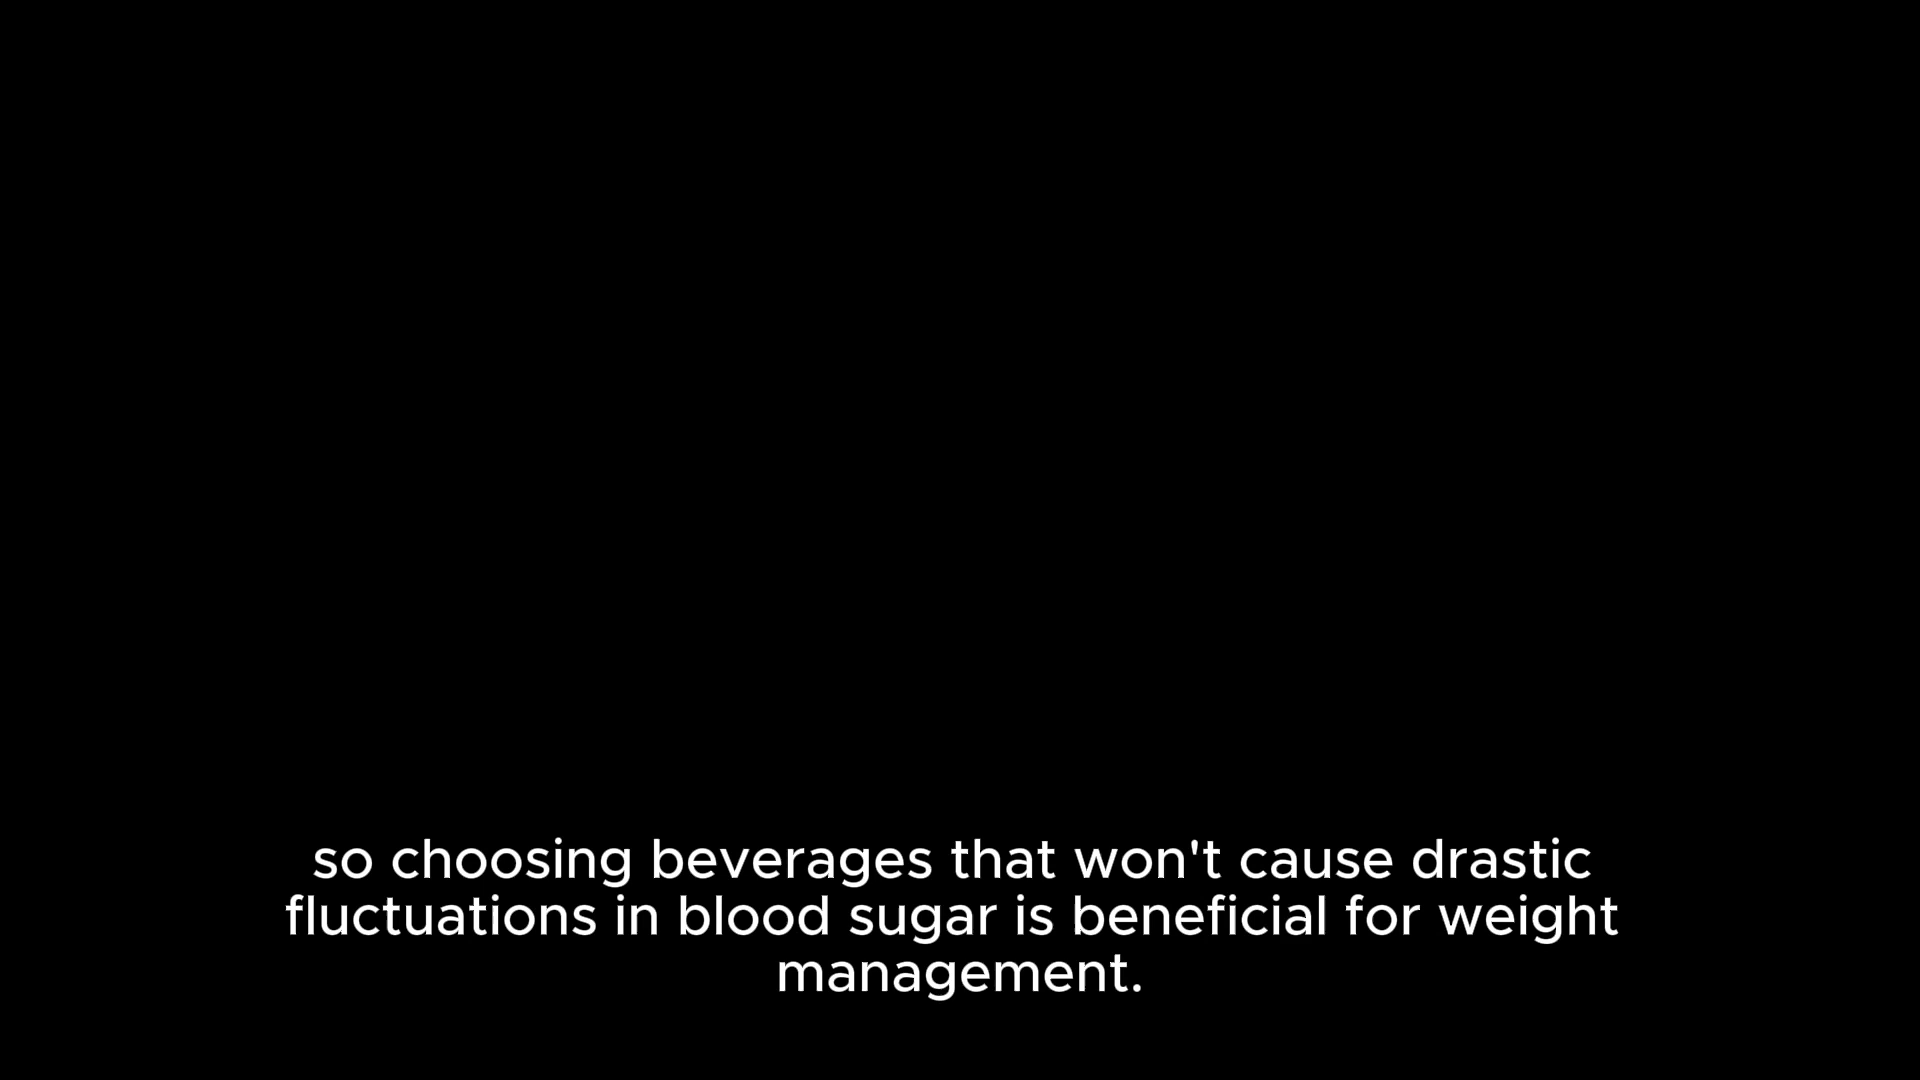 so choosing beverages that won't cause drastic
fluctuations in blood sugar is beneficial for weight
management.